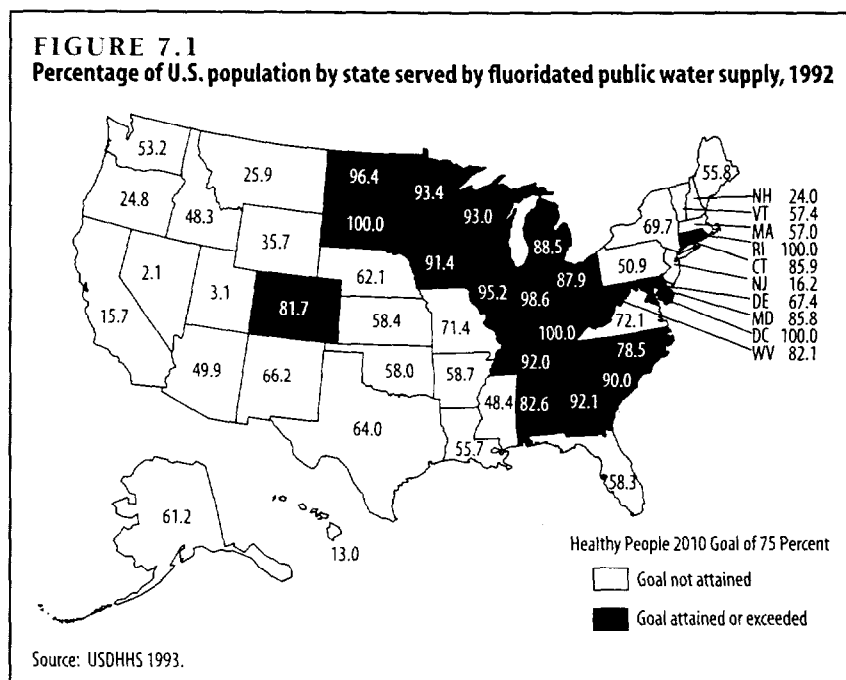 FIGURE 7.1
Percentage of U.S. population by state served by fluoridated public water supply, 1992
53.2
25.9
96.4
93.4
55.8
24.8
48.3
93.0
NH 24.0
VT 57.4
MA 57.0
RI 100.0
CT 85.9
NJ 16.2
DE 67.4
MD 85.8
DC 100.0
WV 82.1
35.7
100.0
88.5
69.7
2.1
3.1
62.1
91.4
87.9
50.9
15.7
81.7
58.4
95.2
98.6
72.1
71.4
100.0
78.5
49.9
66.2
58.0
58.7
92.0
90.0
64.0
48.4
82.6
92.1
55.7
58.3
61.2
13.0
Healthy People 2010 Goal of 75 Percent
Goal not attained
Goal attained or exceeded
Source: USDHHS 1993.